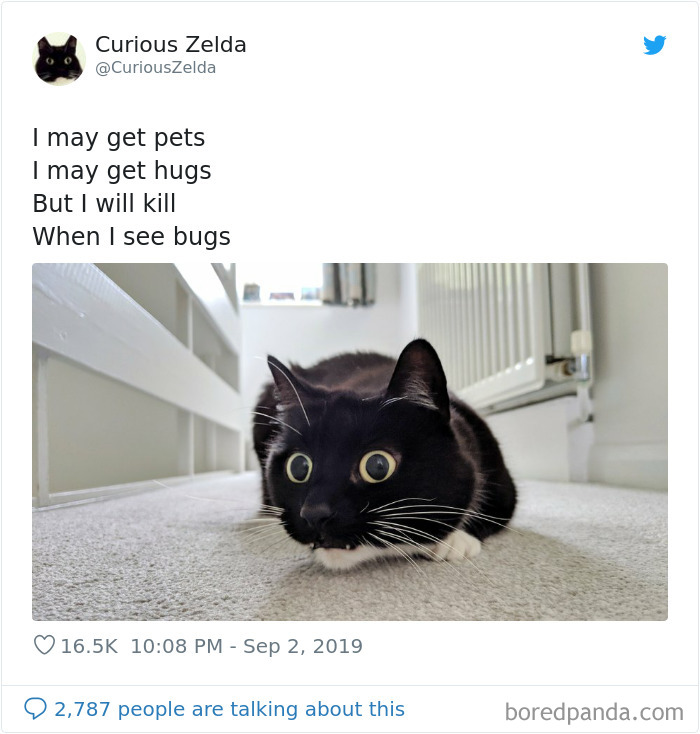 Curious Zelda
@CuriousZelda
I may get pets
I may get hugs
But I will kill
When I see bugs
16.5K 10:08 PM - Sep 2, 2019
2,787 people are talking about this
boredpanda.com